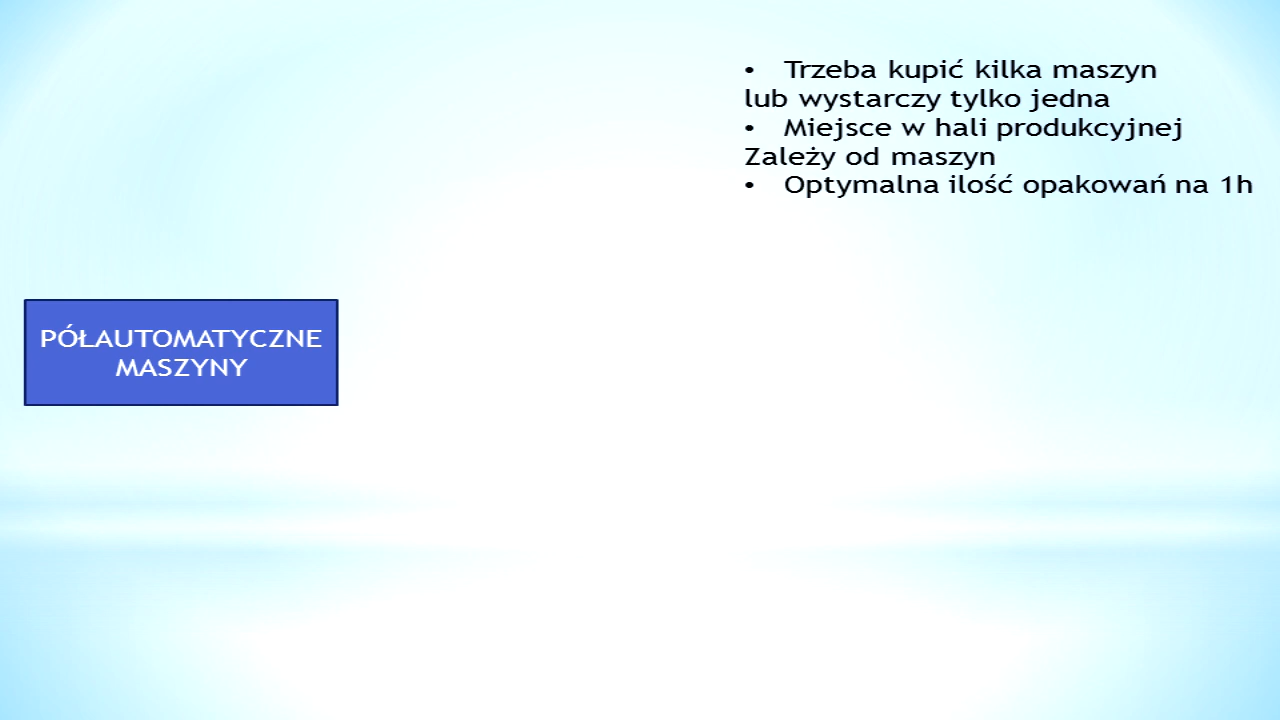 • Trzeba kupić kilka maszyn
lub wystarczy tylko jedna
• Miejsce w hali produkcyjnej
Zależy od maszyn
• Optymalna ilość opakowań na 1h
PÓŁAUTOMATYCZNE
MASZYNY